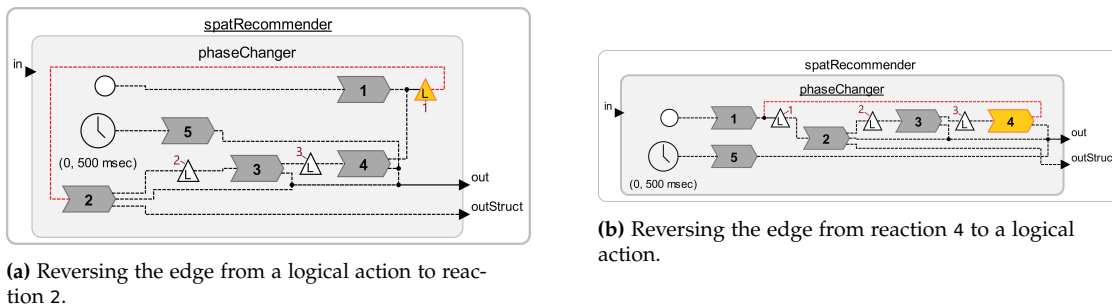 spatRecommender
phaseChanger
in
1
L
1
5
(0, 500 msec)
2
L
3
3
L
4
2
out
outStruct
(a) Reversing the edge from a logical action to reac-
tion 2.
spatRecommender
phaseChanger
in
1
L
1
2
2
L
3
3
L
4
5
(0, 500 msec)
out
outStruct
(b) Reversing the edge from reaction 4 to a logical
action.